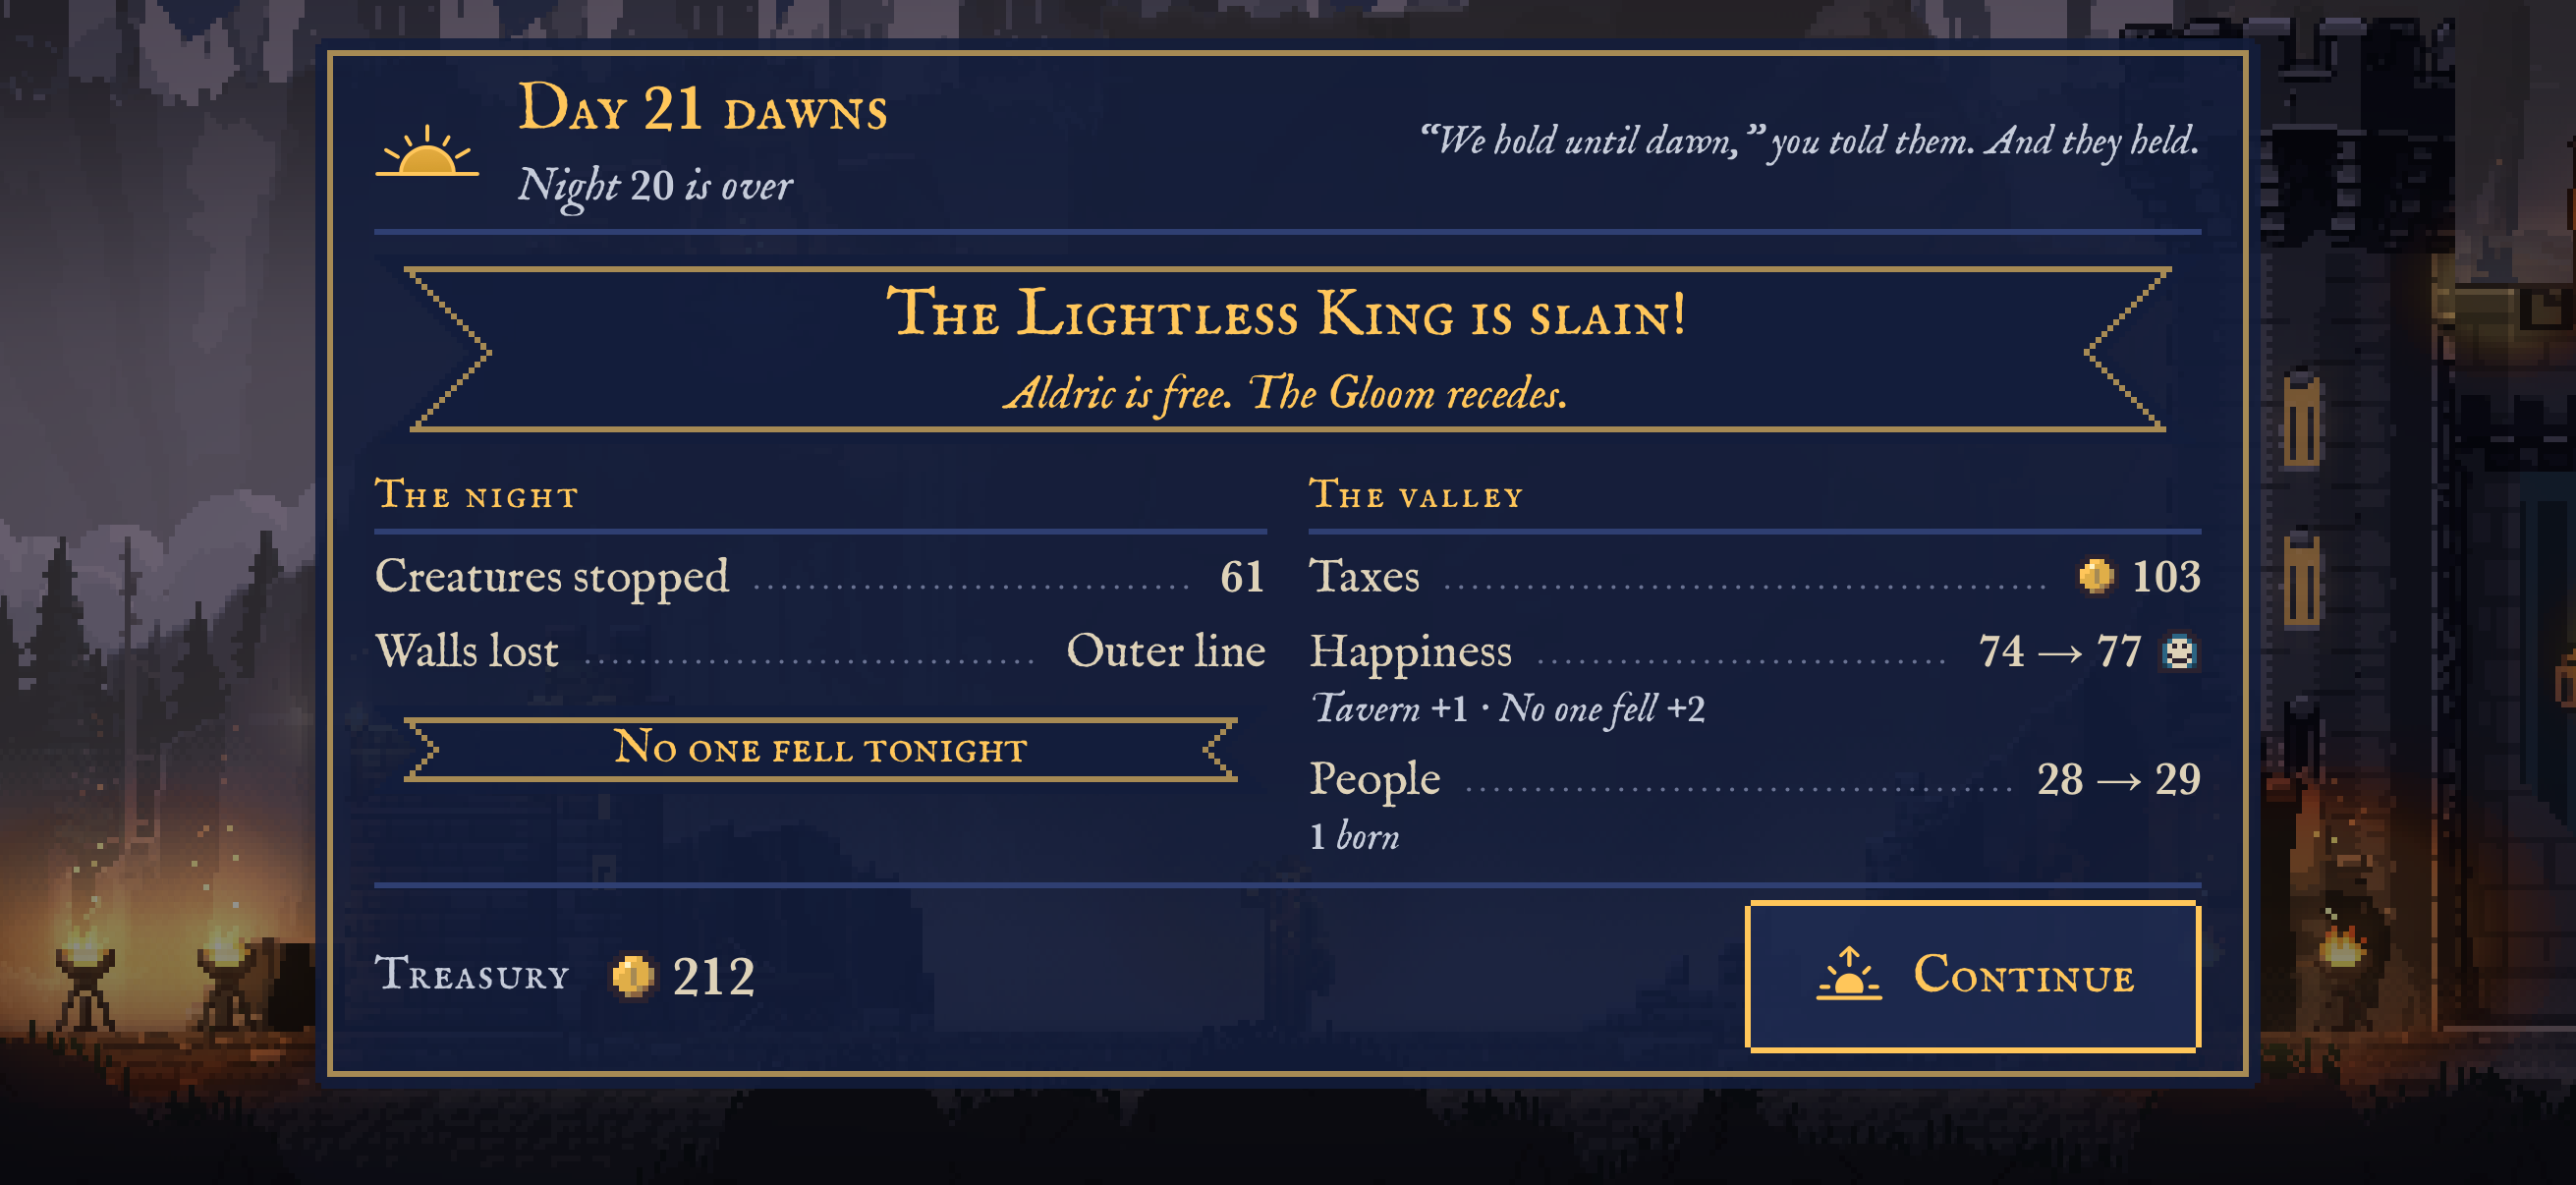 Day 21 dawns
Night 20 is over
“We hold until dawn,” you told them. And they held.
The Lightless King is slain!
Aldric is free. The Gloom recedes.
The night
Creatures stopped 61
Walls lost Outer line
No one fell tonight
The valley
Taxes 103
Happiness 74 → 77
Tavern +1 · No one fell +2
People 28 → 29
1 born
Treasury 212
Continue